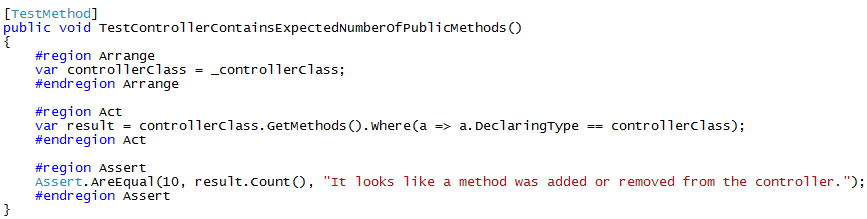 [TestMethod]
public void TestControllerContainsExpectedNumberOfPublicMethods()
{
#region Arrange
var controllerClass = _controllerClass;
#endregion Arrange
#region Act
var result = controllerClass.GetMethods().Where(a => a.DeclaringType == controllerClass);
#endregion Act
#region Assert
Assert.AreEqual(10, result.Count(), "It looks like a method was added or removed from the controller.");
#endregion Assert
}